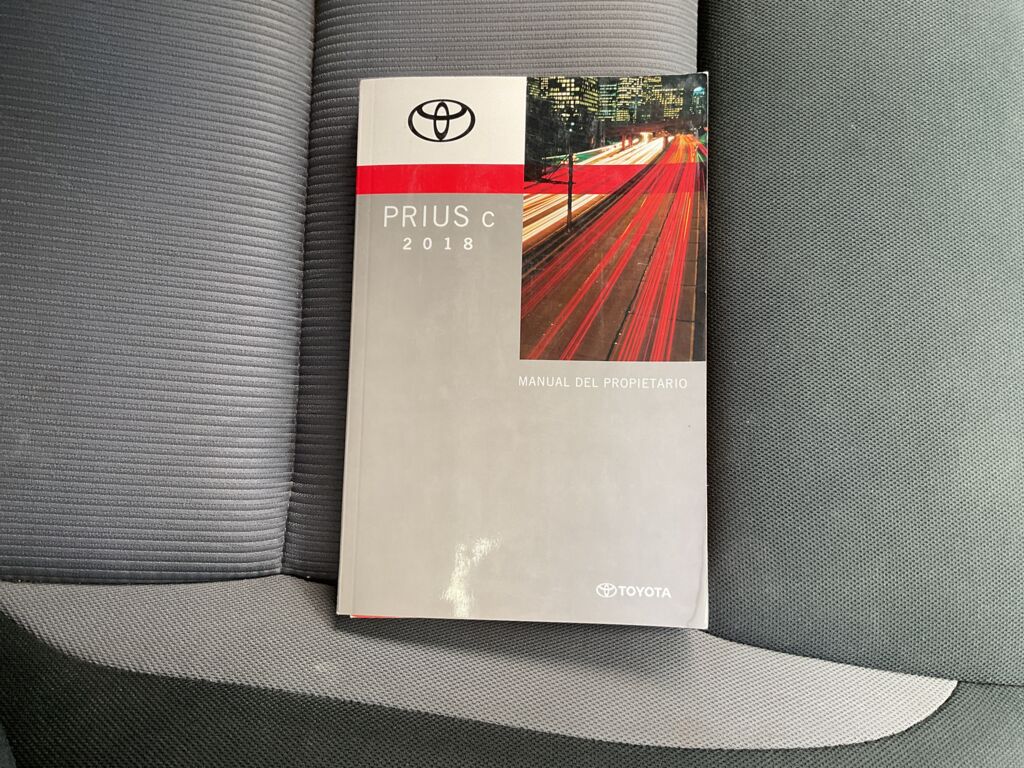 PRIUS c
2018
MANUAL DEL PROPIETARIO
TOYOTA